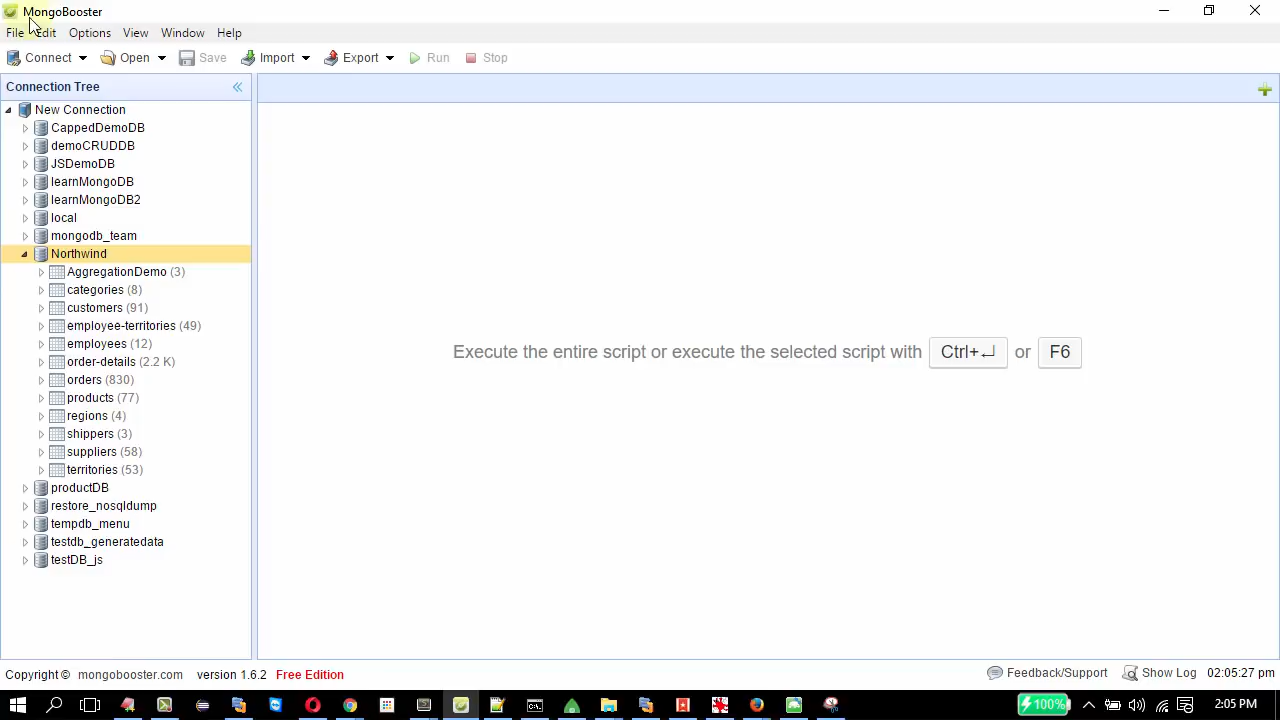 MongoBooster
File Edit Options View Window Help
Connect Open Save Import Export Run Stop
Connection Tree
New Connection
CappedDemoDB
demoCRUDDB
JSDemoDB
learnMongoDB
learnMongoDB2
local
mongodb_team
Northwind
AggregationDemo (3)
categories (8)
customers (91)
employee-territories (49)
employees (12)
order-details (2.2 K)
orders (830)
products (77)
regions (4)
shippers (3)
suppliers (58)
territories (53)
productDB
restore_nosqldump
tempdb_menu
testdb_generatedata
testDB_js
Execute the entire script or execute the selected script with Ctrl+↵ or F6
Copyright © mongobooster.com version 1.6.2 Free Edition
Feedback/Support Show Log 02:05:27 pm
100% 2:05 PM